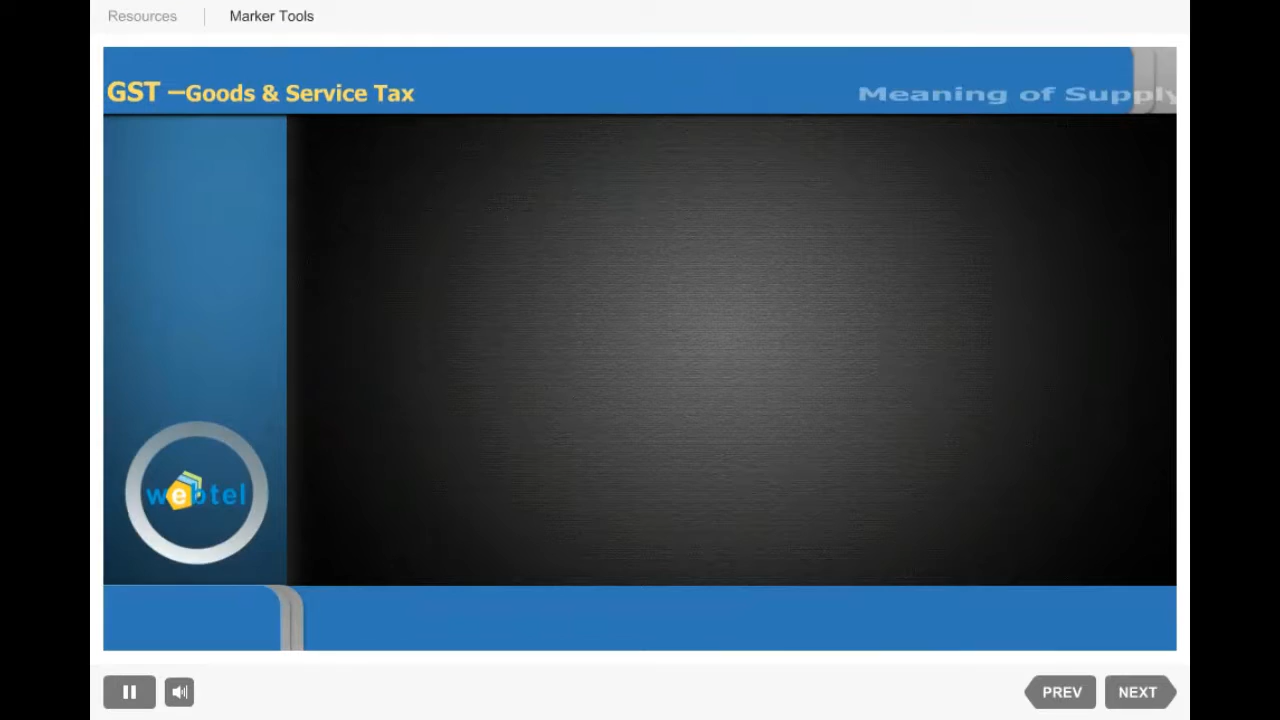 Resources
Marker Tools
GST –Goods & Service Tax
Meaning of Supply
webtel
PREV
NEXT